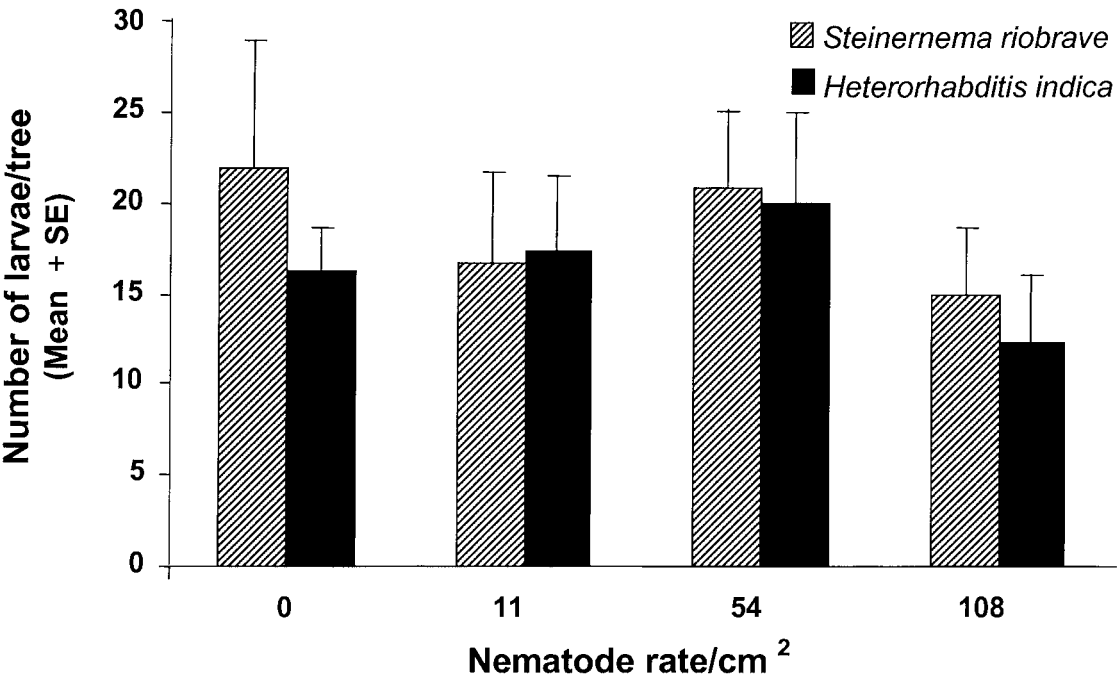 Number of larvae/tree
(Mean + SE)
30
25
20
15
10
5
0
Steinernema riobrave
Heterorhabditis indica
0 11 54 108
Nematode rate/cm 2